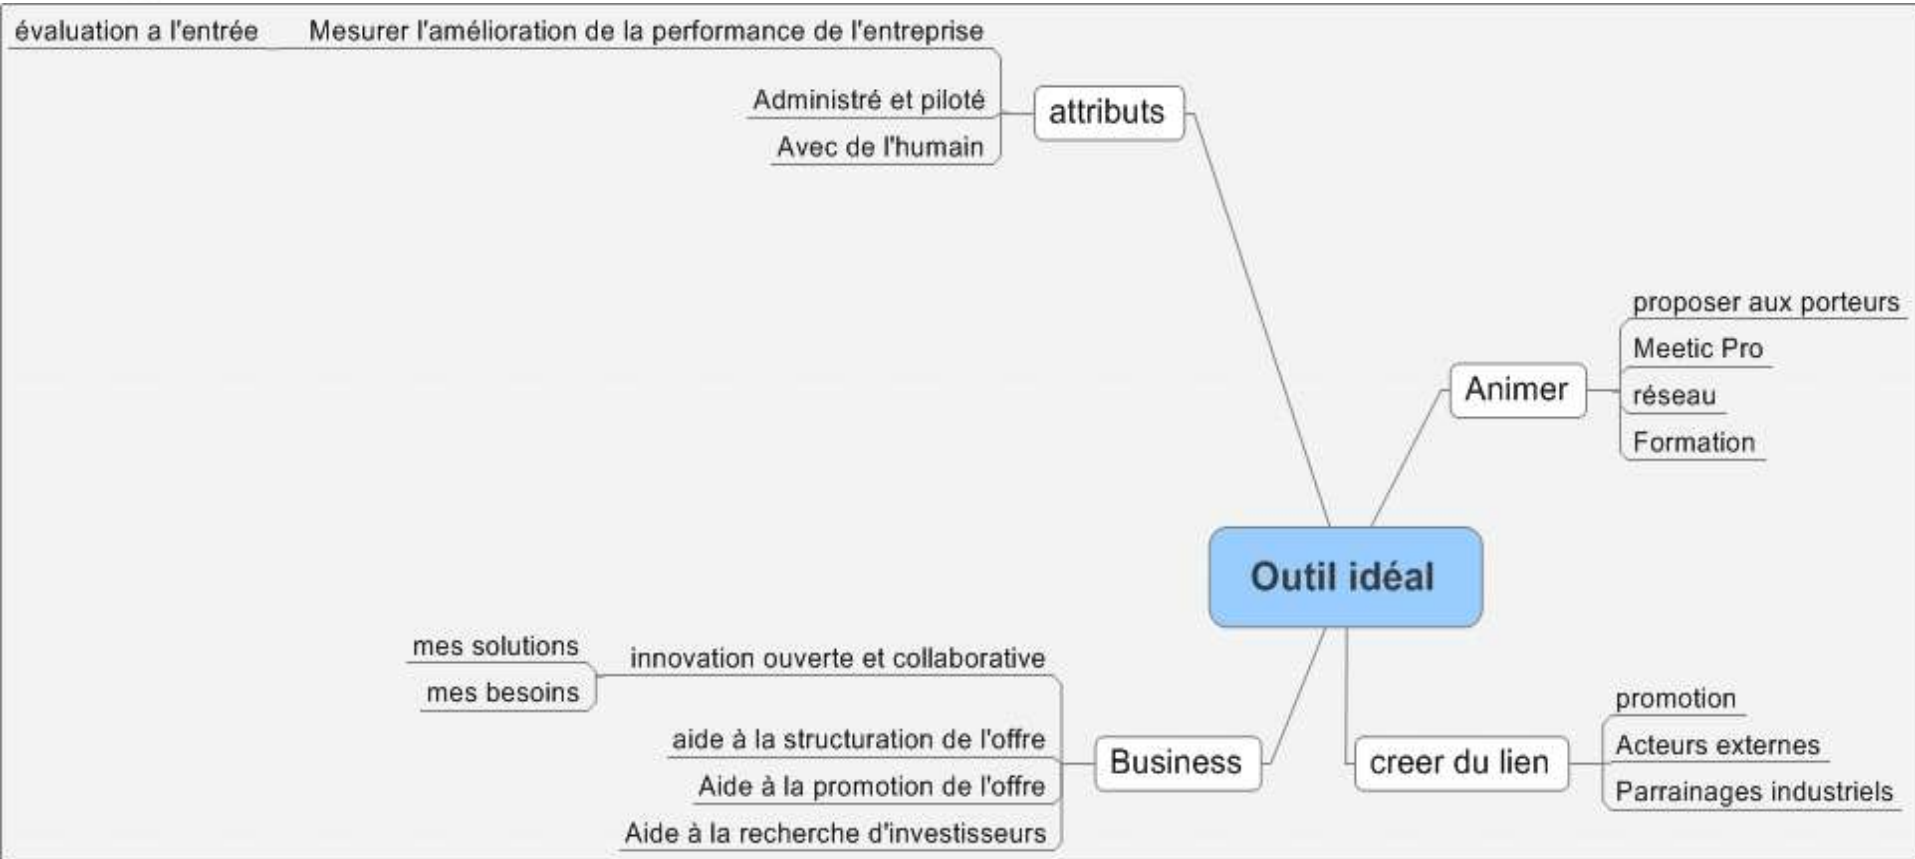 évaluation a l'entrée
Mesurer l'amélioration de la performance de l'entreprise
Administré et piloté
Avec de l'humain
attributs
proposer aux porteurs
Meetic Pro
réseau
Formation
Animer
Outil idéal
mes solutions
mes besoins
innovation ouverte et collaborative
aide à la structuration de l'offre
Aide à la promotion de l'offre
Aide à la recherche d'investisseurs
Business
creer du lien
promotion
Acteurs externes
Parrainages industriels